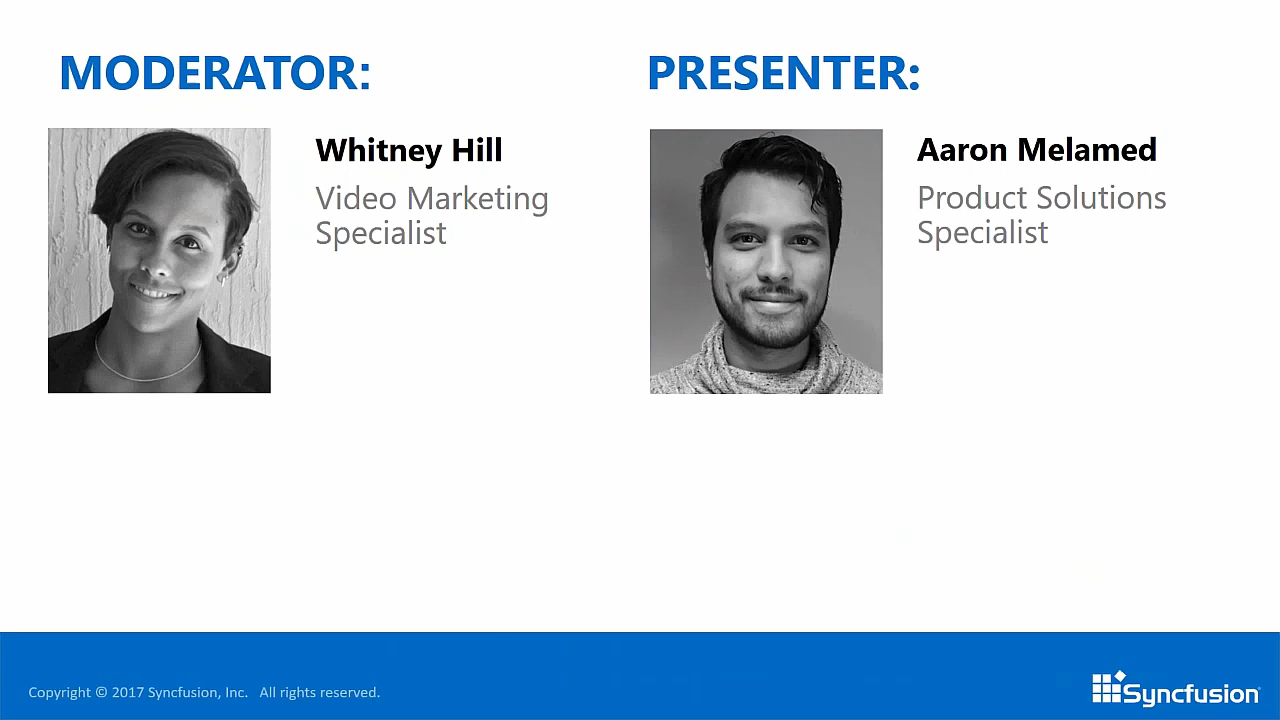 MODERATOR:
Whitney Hill
Video Marketing
Specialist
PRESENTER:
Aaron Melamed
Product Solutions
Specialist
Copyright © 2017 Syncfusion, Inc. All rights reserved.
Syncfusion